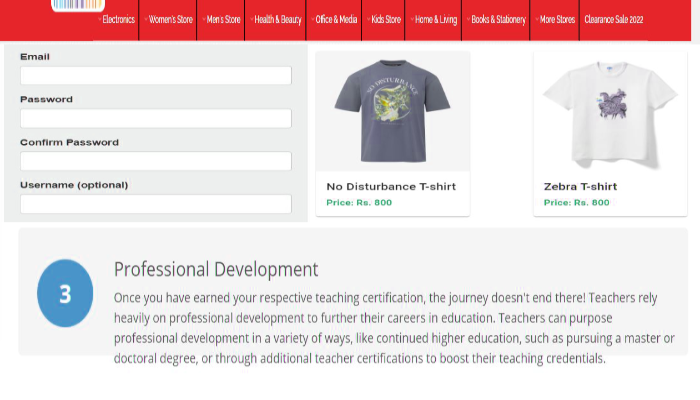 Electronics Women's Store Men's Store Health & Beauty Office & Media Kids Store Home & Living Books & Stationery More Stores Clearance Sale 2022
Email
Password
Confirm Password
Username (optional)
NO DISTURBANCE
No Disturbance T-shirt
Price: Rs. 800
Zebra T-shirt
Price: Rs. 800
3
Professional Development
Once you have earned your respective teaching certification, the journey doesn't end there! Teachers rely
heavily on professional development to further their careers in education. Teachers can purpose
professional development in a variety of ways, like continued higher education, such as pursuing a master or
doctoral degree, or through additional teacher certifications to boost their teaching credentials.